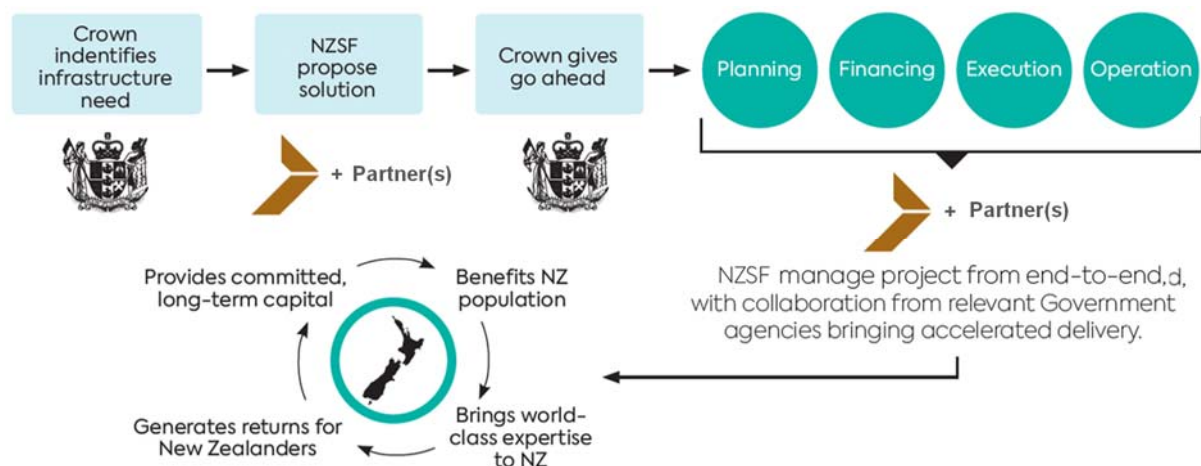 Crown
indentifies
infrastructure
need
NZSF
propose
solution
Crown gives
go ahead
Planning
Financing
Execution
Operation
+ Partner(s)
+ Partner(s)
NZSF manage project from end-to-end,d,
with collaboration from relevant Government
agencies bringing accelerated delivery.
Provides committed,
long-term capital
Benefits NZ
population
Brings world-
class expertise
to NZ
Generates returns for
New Zealanders